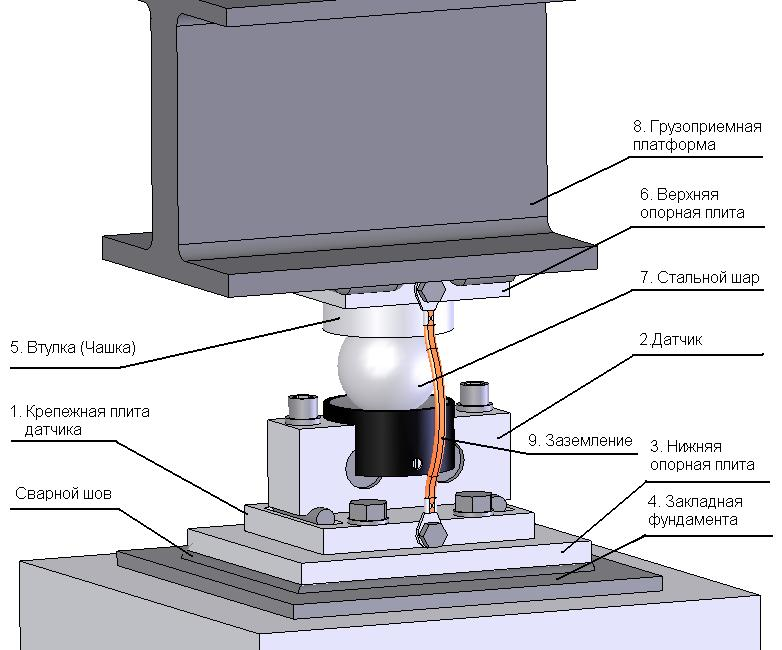 8. Грузоприемная
платформа
6. Верхняя
опорная плита
7. Стальной шар
5. Втулка (Чашка)
2.Датчик
1. Крепежная плита
датчика
9. Заземление
3. Нижняя
опорная плита
Сварной шов
4. Закладная
фундамента